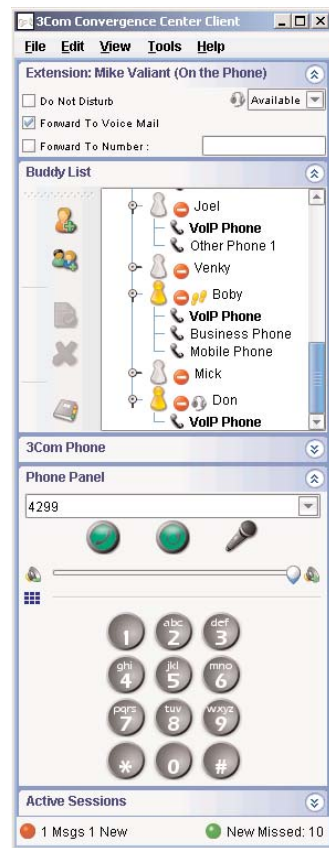 3Com Convergence Center Client
File Edit View Tools Help
Extension: Mike Valiant (On the Phone)
Do Not Disturb Available
Forward To Voice Mail
Forward To Number:
Buddy List
Joel
VoIP Phone
Other Phone 1
Venky
Boby
VoIP Phone
Business Phone
Mobile Phone
Mick
Don
VoIP Phone
3Com Phone
Phone Panel
4299
1 abc 2 def 3
ghi 4 jkl 5 mno 6
pqrs 7 tuv 8 wxyz 9
* 0 #
Active Sessions
1 Msgs 1 New New Missed: 10